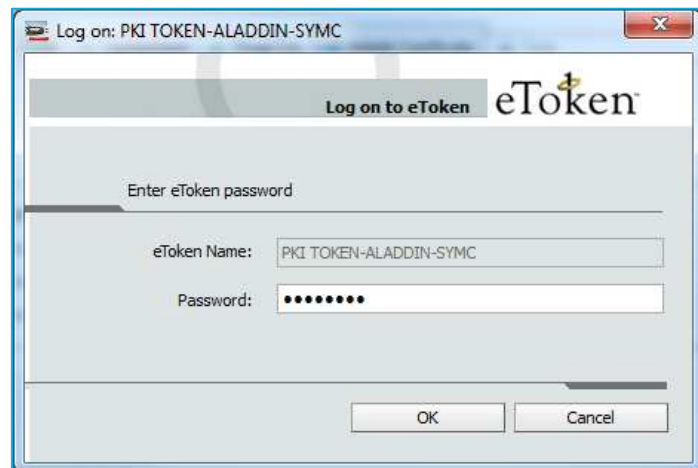 Log on: PKI TOKEN-ALADDIN-SYMC
Log on to eToken eToken
Enter eToken password
eToken Name: PKI TOKEN-ALADDIN-SYMC
Password: ••••••••
OK Cancel